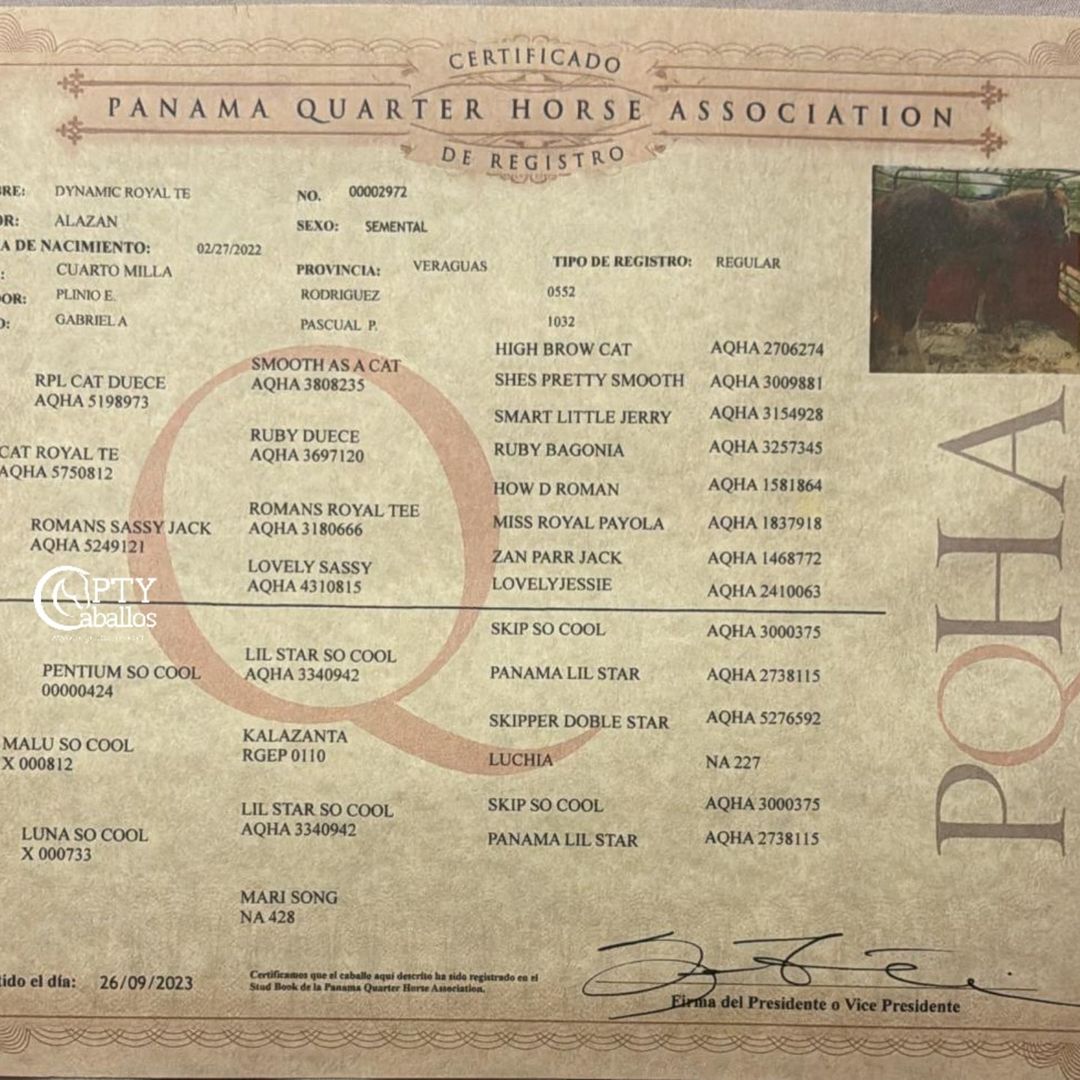 CERTIFICADO
PANAMA QUARTER HORSE ASSOCIATION
DE REGISTRO
BRE: DYNAMIC ROYAL TE NO. 00002972
OR: ALAZAN SEXO: SEMENTAL
A DE NACIMIENTO: 02/27/2022
: CUARTO MILLA PROVINCIA: VERAGUAS TIPO DE REGISTRO: REGULAR
OR: PLINIO E. RODRIGUEZ 0552
O: GABRIEL A PASCUAL P. 1032
HIGH BROW CAT AQHA 2706274
SMOOTH AS A CAT
AQHA 3808235
RPL CAT DUECE
AQHA 5198973
SHES PRETTY SMOOTH AQHA 3009881
SMART LITTLE JERRY AQHA 3154928
RUBY DUECE
AQHA 3697120
RUBY BAGONIA AQHA 3257345
CAT ROYAL TE
AQHA 5750812
HOW D ROMAN AQHA 1581864
ROMANS ROYAL TEE
AQHA 3180666
MISS ROYAL PAYOLA AQHA 1837918
ROMANS SASSY JACK
AQHA 5249121
ZAN PARR JACK AQHA 1468772
LOVELY SASSY
AQHA 4310815
LOVELYJESSIE AQHA 2410063
PTY
Caballos
SKIP SO COOL AQHA 3000375
LIL STAR SO COOL
AQHA 3340942
PENTIUM SO COOL
00000424
PANAMA LIL STAR AQHA 2738115
SKIPPER DOBLE STAR AQHA 5276592
KALAZANTA
RGEP 0110
MALU SO COOL
X 000812
LUCHIA NA 227
SKIP SO COOL AQHA 3000375
LIL STAR SO COOL
AQHA 3340942
LUNA SO COOL
X 000733
PANAMA LIL STAR AQHA 2738115
MARI SONG
NA 428
tido el día: 26/09/2023
Certificamos que el caballo aquí descrito ha sido registrado en el
Stud Book de la Panama Quarter Horse Association.
Firma del Presidente o Vice Presidente
PQHA